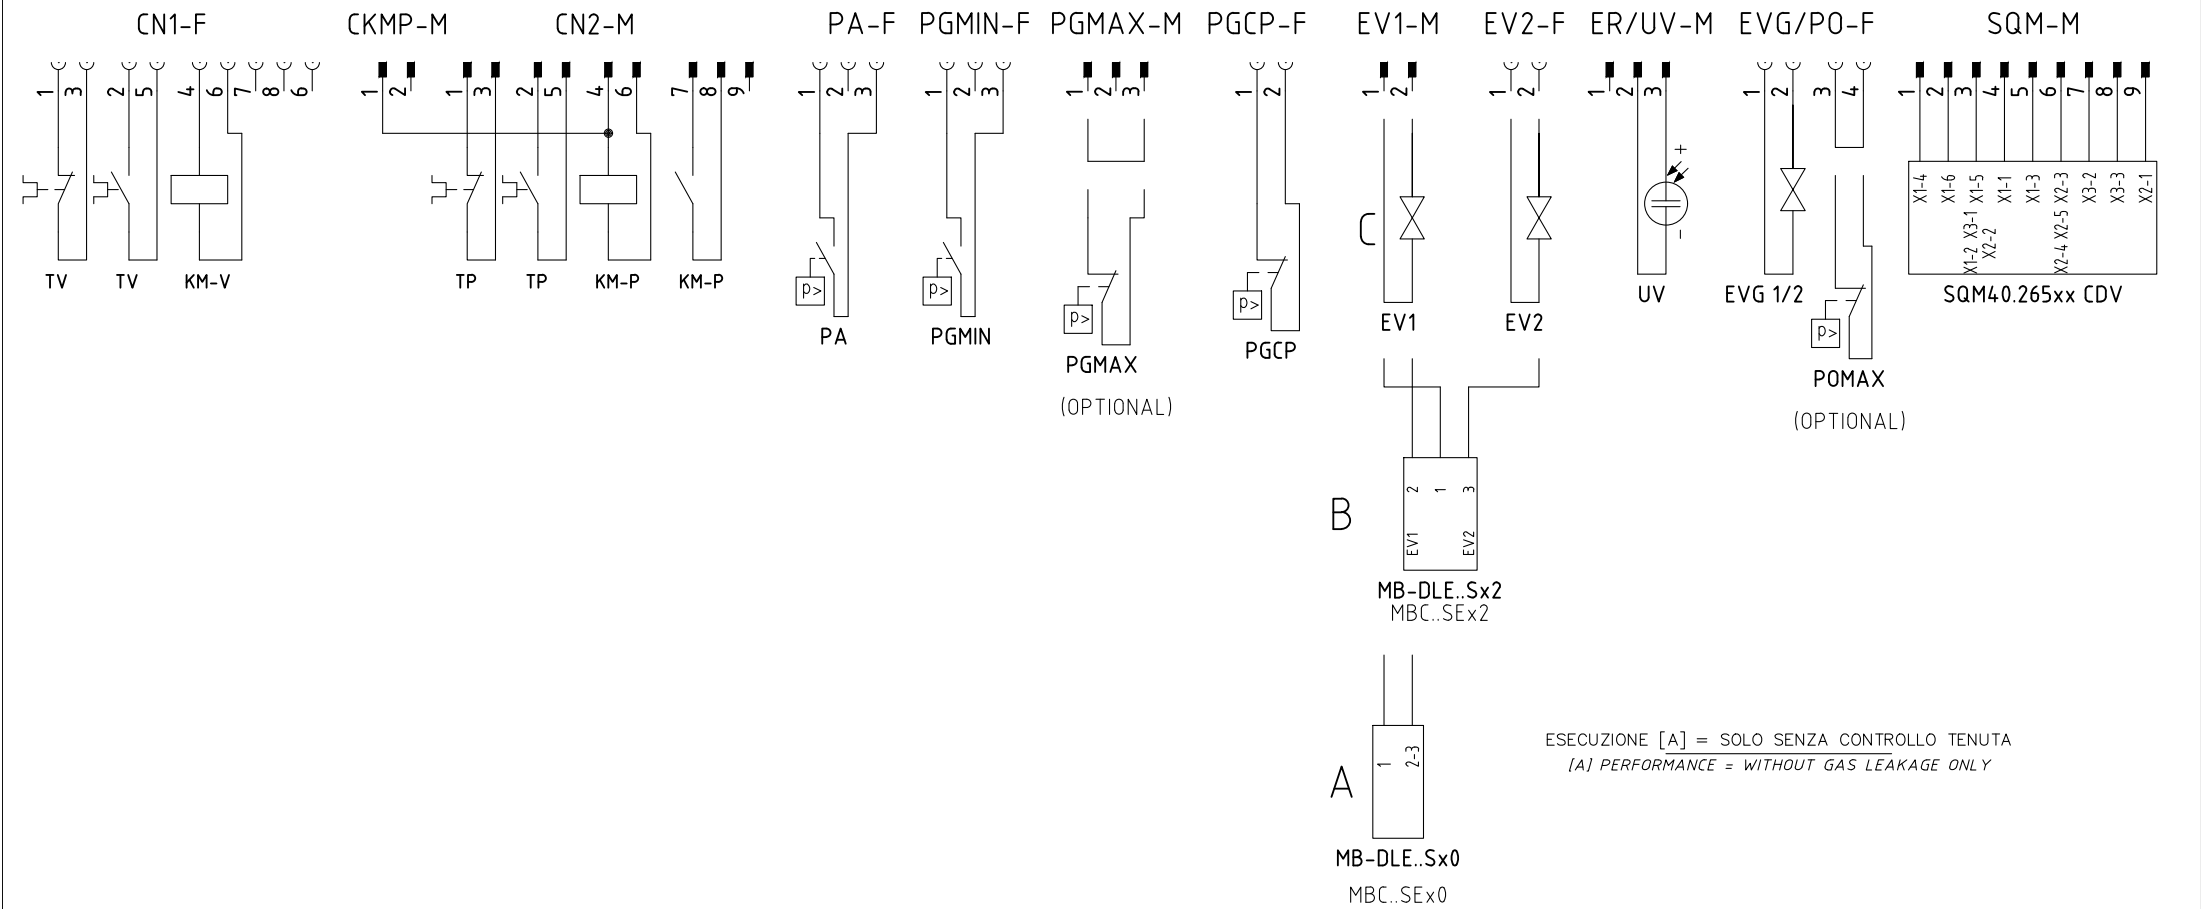 CN1-F CKMP-M CN2-M PA-F PGMIN-F PGMAX-M PGCP-F EV1-M EV2-F ER/UV-M EVG/PO-F SQM-M
1 3 2 5 4 6 7 8 6 1 2 1 3 2 5 4 6 7 8 9 1 2 3 1 2 3 1 2 3 1 2 1 2 1 2 1 2 3 1 2 3 4 1 2 3 4 5 6 7 8 9
+
-
X3-4 X1-6 X1-5 X1-1 X1-3 X2-3 X3-2 X3-3 X2-1
X1-2 X3-1 X2-2 X2-4 X2-5
C
TV TV KM-V TP TP KM-P KM-P
p> p> p> p> p>
UV EVG 1/2 SQM40.265xx CDV
PA PGMIN PGMAX PGCP EV1 EV2
POMAX
(OPTIONAL)
(OPTIONAL)
B
2 1 3
EV1 EV2
MB-DLE..Sx2
MBC..SEx2
A
1 2-3
MB-DLE..Sx0
MBC..SEx0
ESECUZIONE [A] = SOLO SENZA CONTROLLO TENUTA
[A] PERFORMANCE = WITHOUT GAS LEAKAGE ONLY